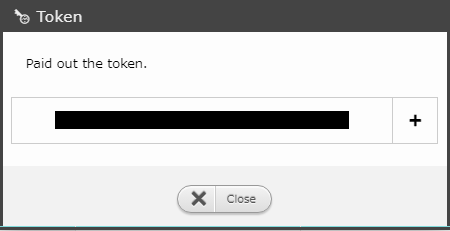 Token
Paid out the token.
+
Close